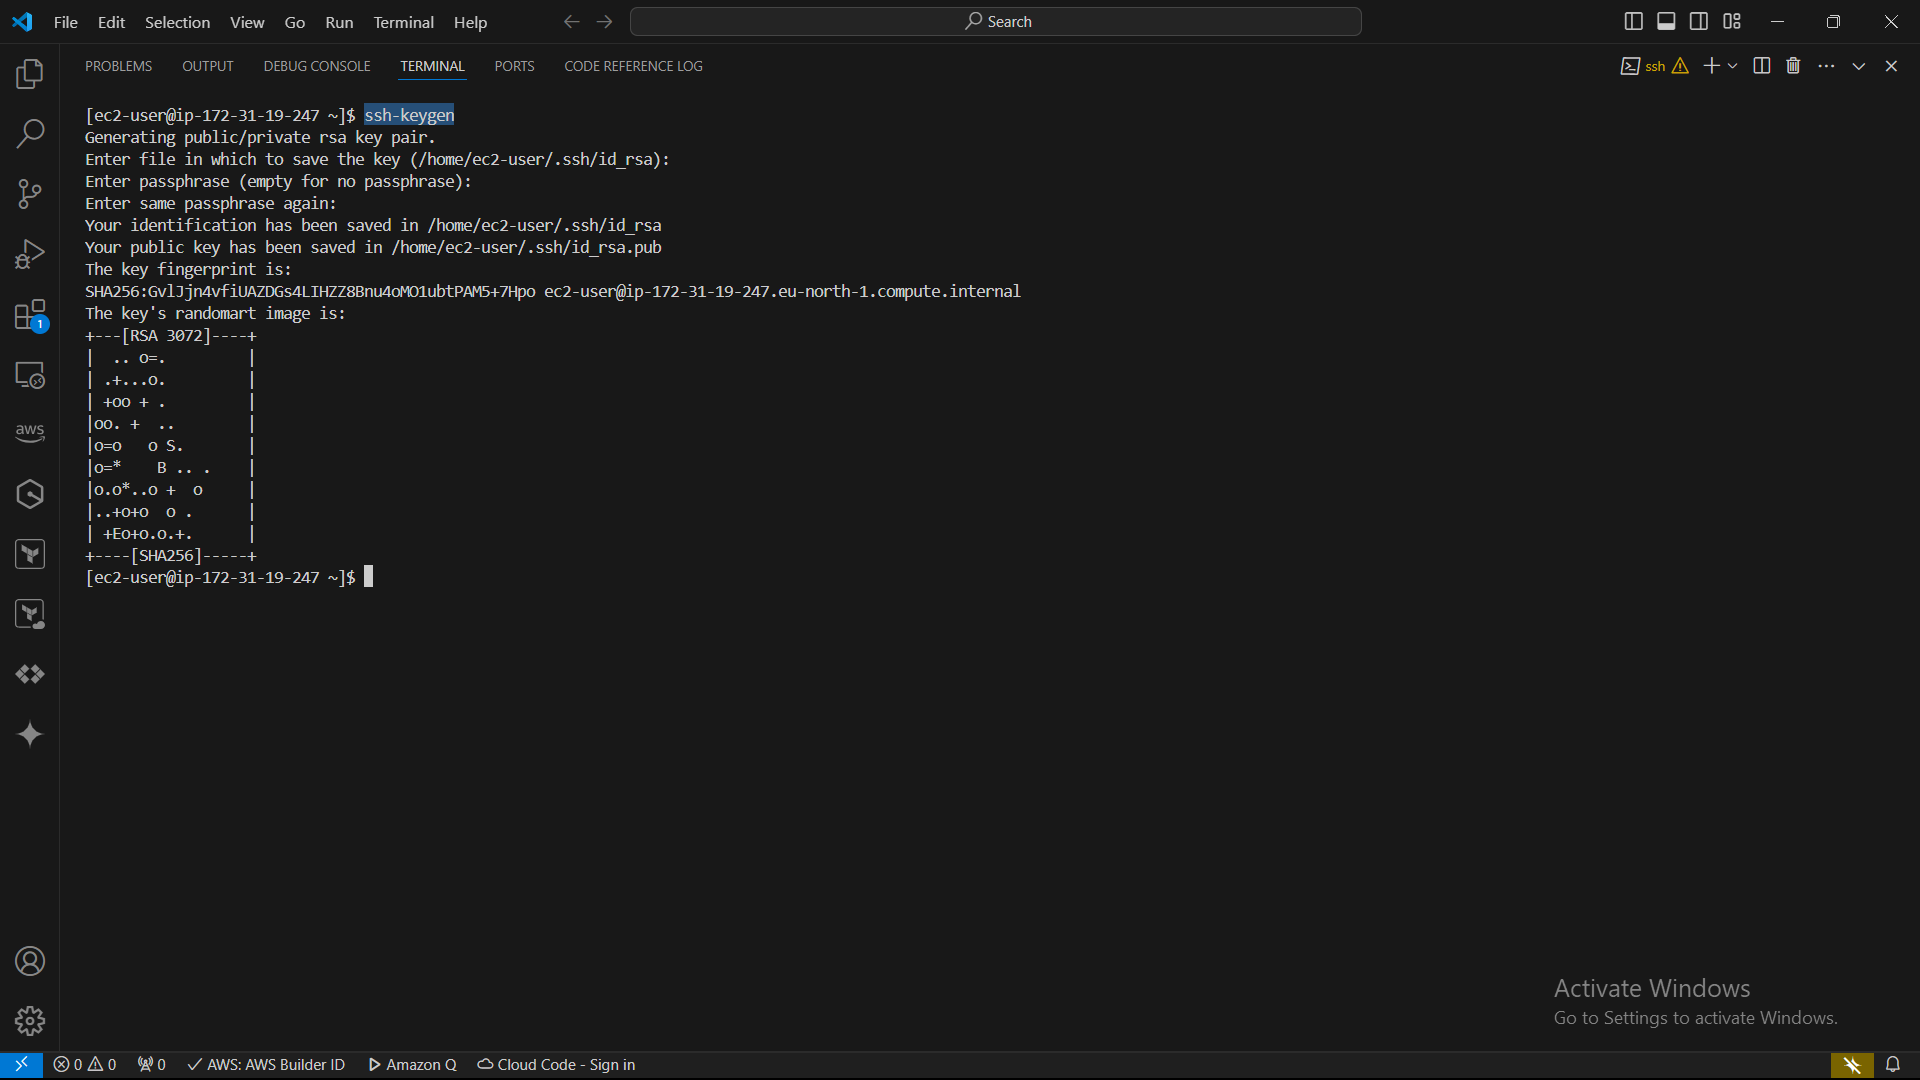 File Edit Selection View Go Run Terminal Help
Search
PROBLEMS OUTPUT DEBUG CONSOLE TERMINAL PORTS CODE REFERENCE LOG
ssh
[ec2-user@ip-172-31-19-247 ~]$ ssh-keygen
Generating public/private rsa key pair.
Enter file in which to save the key (/home/ec2-user/.ssh/id_rsa):
Enter passphrase (empty for no passphrase):
Enter same passphrase again:
Your identification has been saved in /home/ec2-user/.ssh/id_rsa
Your public key has been saved in /home/ec2-user/.ssh/id_rsa.pub
The key fingerprint is:
SHA256:GvlJjn4vfiUAZDGs4LIHZZ8Bnu4oMO1ubtPAM5+7Hpo ec2-user@ip-172-31-19-247.eu-north-1.compute.internal
The key's randomart image is:
+---[RSA 3072]----+
|  .. o=.         |
| .+...o.         |
| +oo + .         |
|oo. +  ..        |
|o=o   o S.       |
|o=*    B .. .    |
|o.o*..o +  o     |
|..+o+o  o .      |
| +Eo+o.o.+.      |
+----[SHA256]-----+
[ec2-user@ip-172-31-19-247 ~]$
1
aws
Activate Windows
Go to Settings to activate Windows.
0 0 0 AWS: AWS Builder ID Amazon Q Cloud Code - Sign in